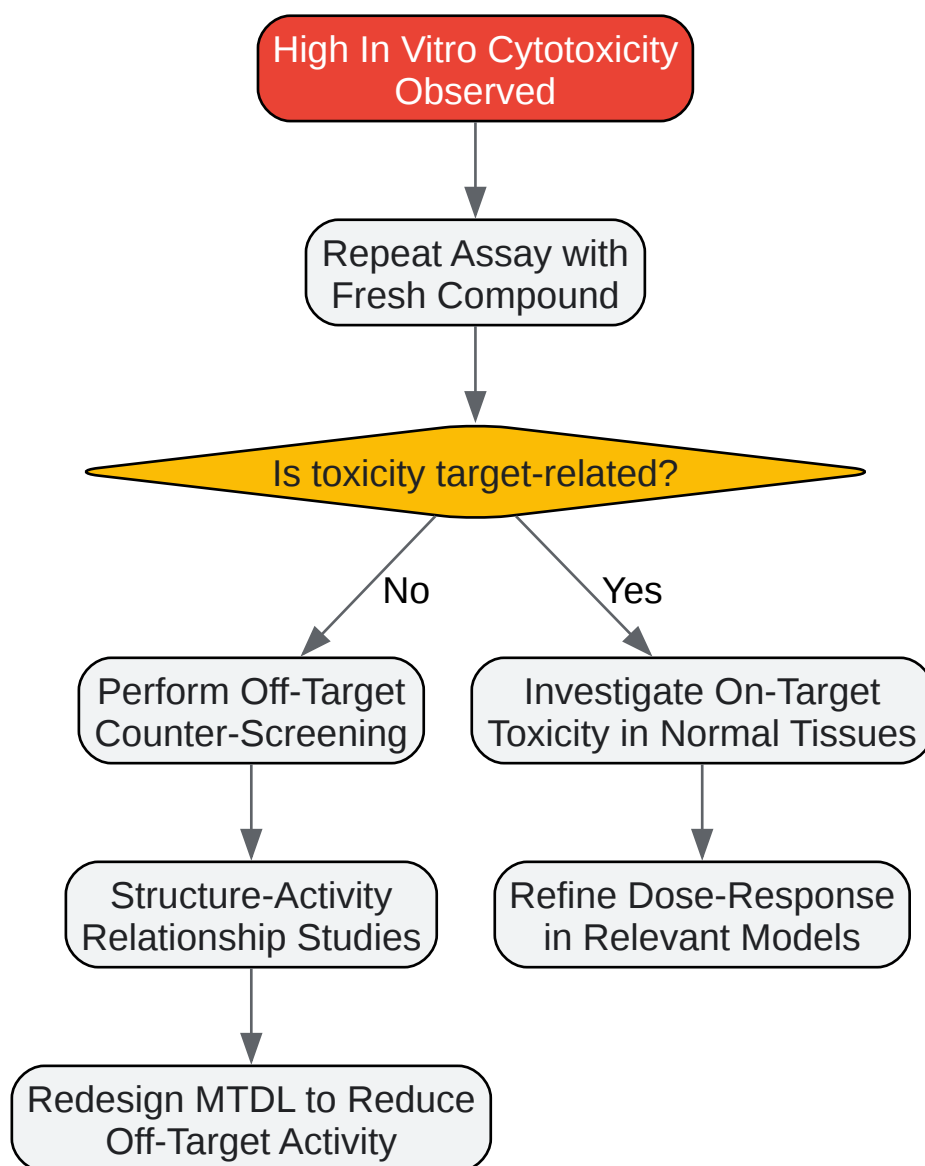 High In Vitro Cytotoxicity
Observed
Repeat Assay with
Fresh Compound
Is toxicity target-related?
No
Yes
Perform Off-Target
Counter-Screening
Investigate On-Target
Toxicity in Normal Tissues
Structure-Activity
Relationship Studies
Refine Dose-Response
in Relevant Models
Redesign MTDL to Reduce
Off-Target Activity